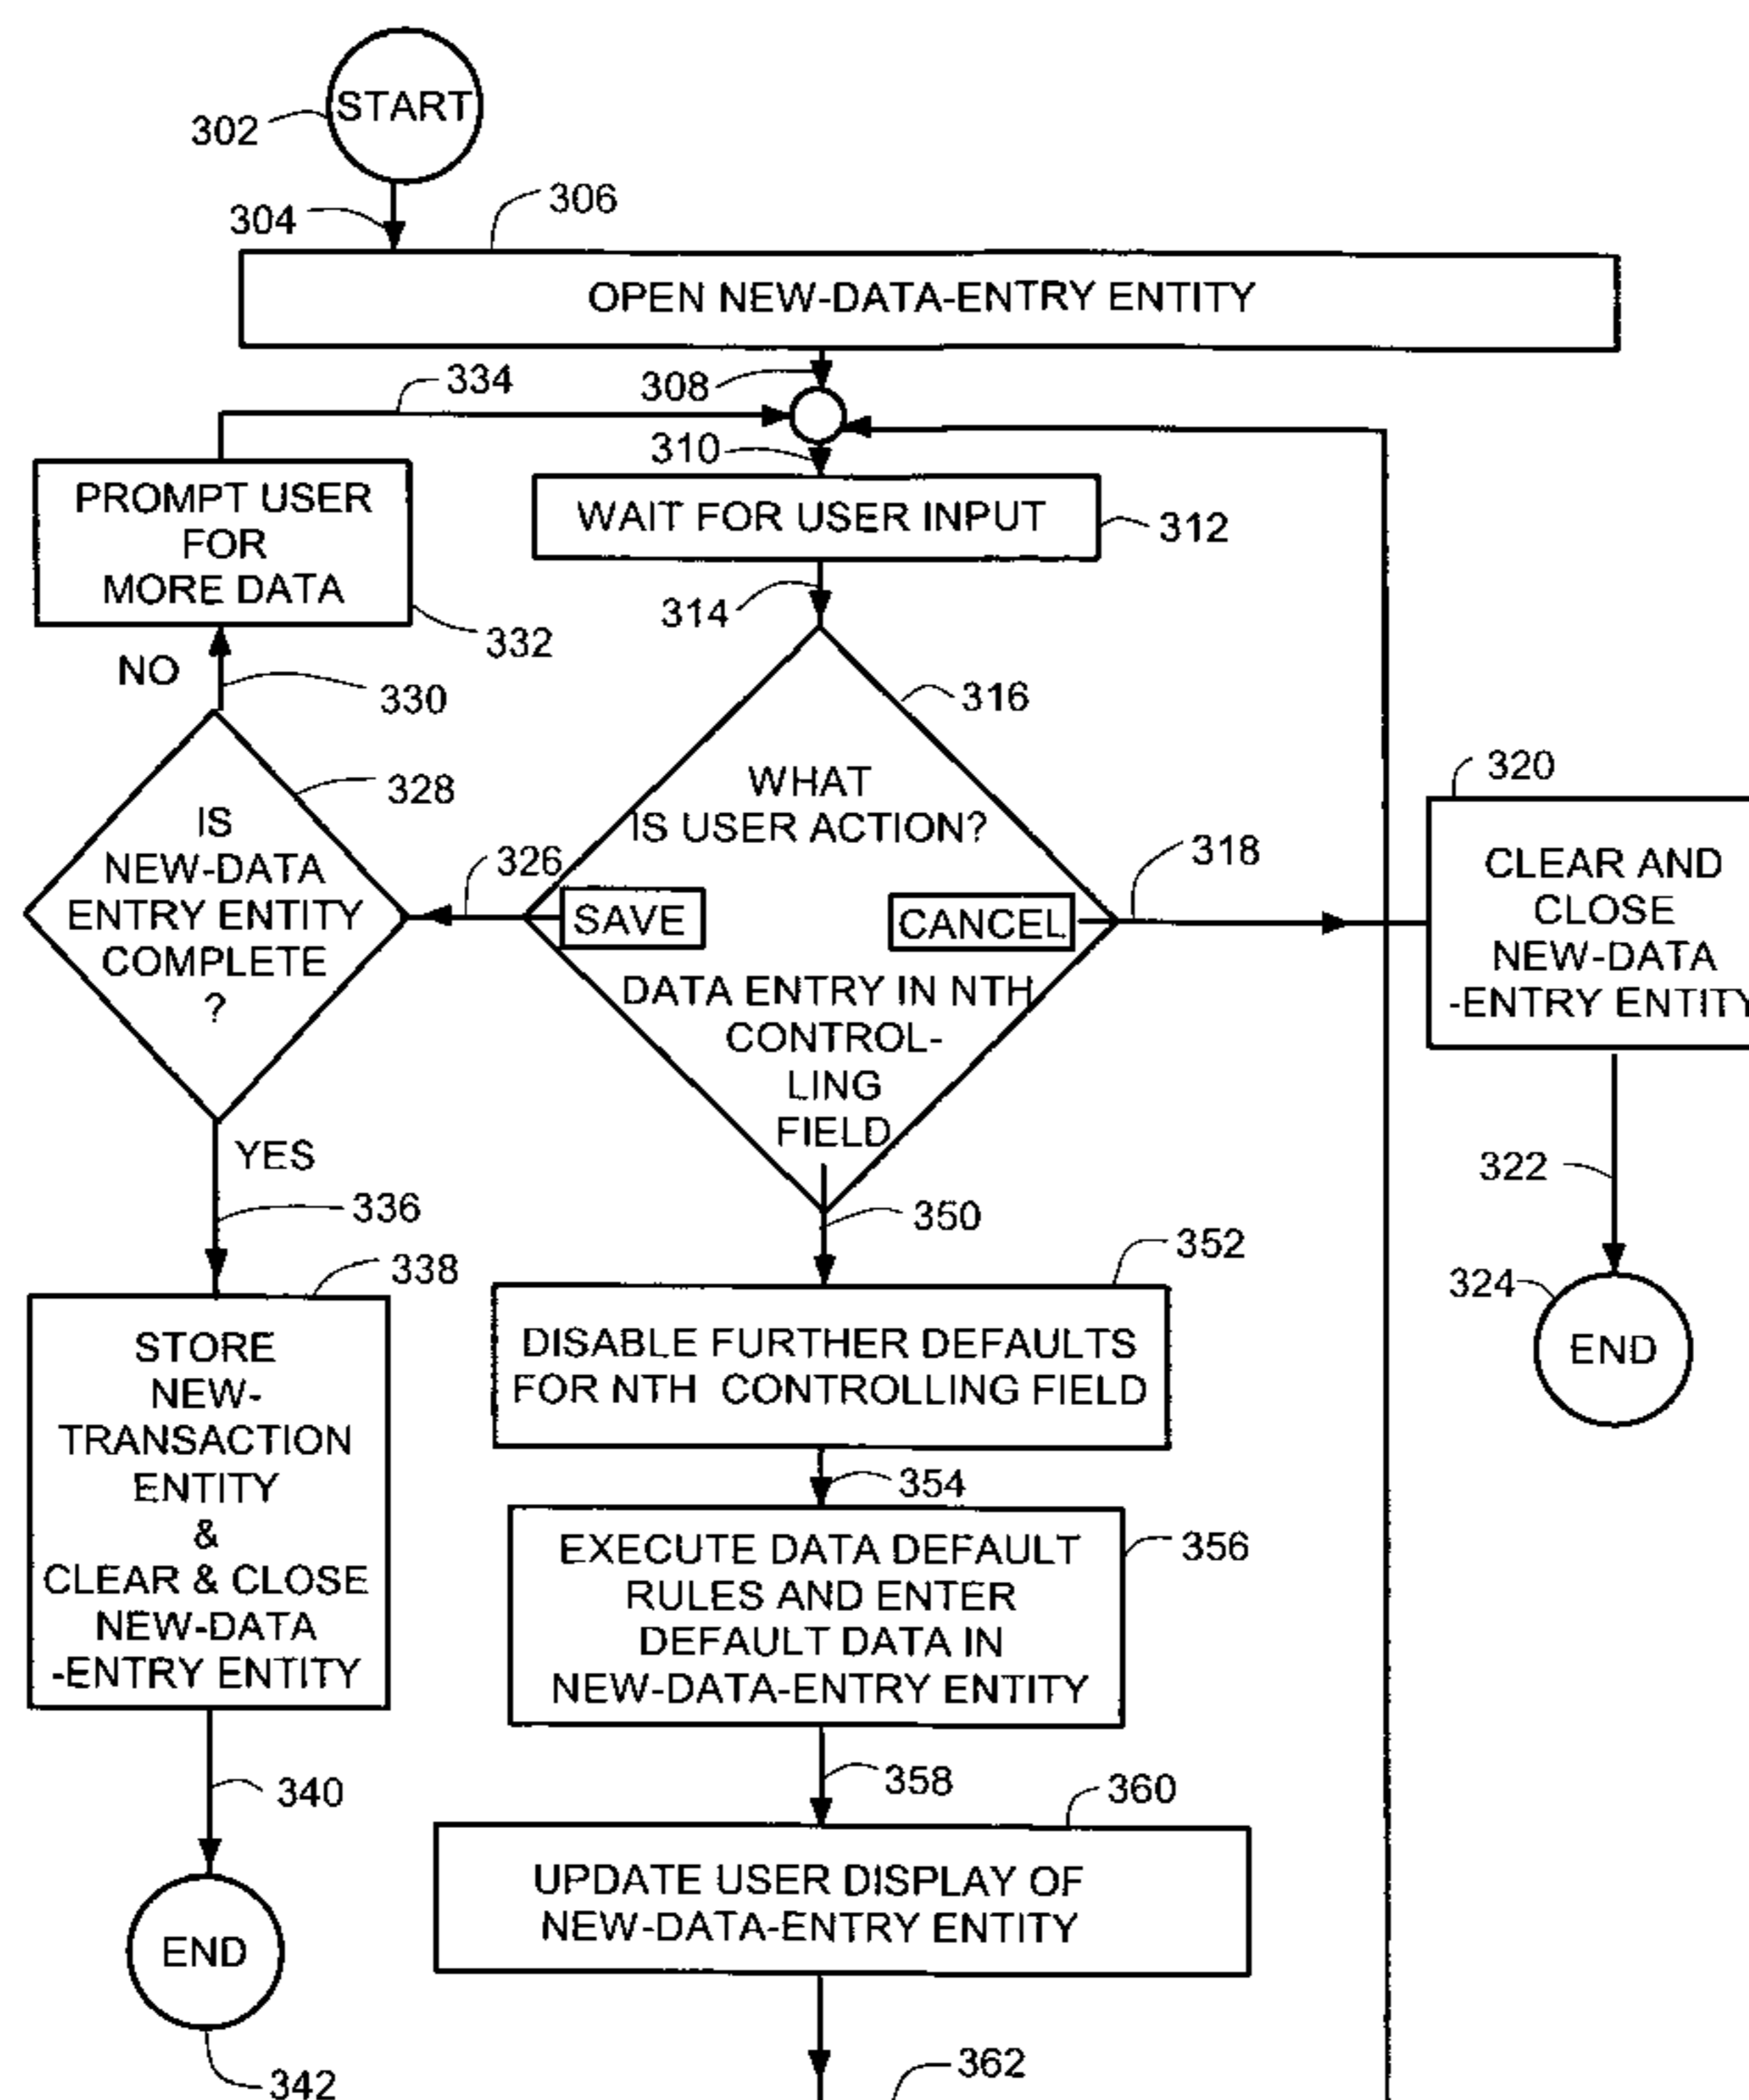 START
302
304
306
OPEN NEW-DATA-ENTRY ENTITY
308
334
310
PROMPT USER
FOR
MORE DATA
332
WAIT FOR USER INPUT
312
314
NO
330
316
WHAT
IS USER ACTION?
SAVE
CANCEL
DATA ENTRY IN NTH
CONTROL-
LING
FIELD
318
320
CLEAR AND
CLOSE
NEW-DATA
-ENTRY ENTITY
322
324
END
326
328
IS
NEW-DATA
ENTRY ENTITY
COMPLETE
?
YES
336
338
STORE
NEW-
TRANSACTION
ENTITY
&
CLEAR & CLOSE
NEW-DATA
-ENTRY ENTITY
340
END
342
350
352
DISABLE FURTHER DEFAULTS
FOR NTH CONTROLLING FIELD
354
EXECUTE DATA DEFAULT
RULES AND ENTER
DEFAULT DATA IN
NEW-DATA-ENTRY ENTITY
356
358
360
UPDATE USER DISPLAY OF
NEW-DATA-ENTRY ENTITY
362